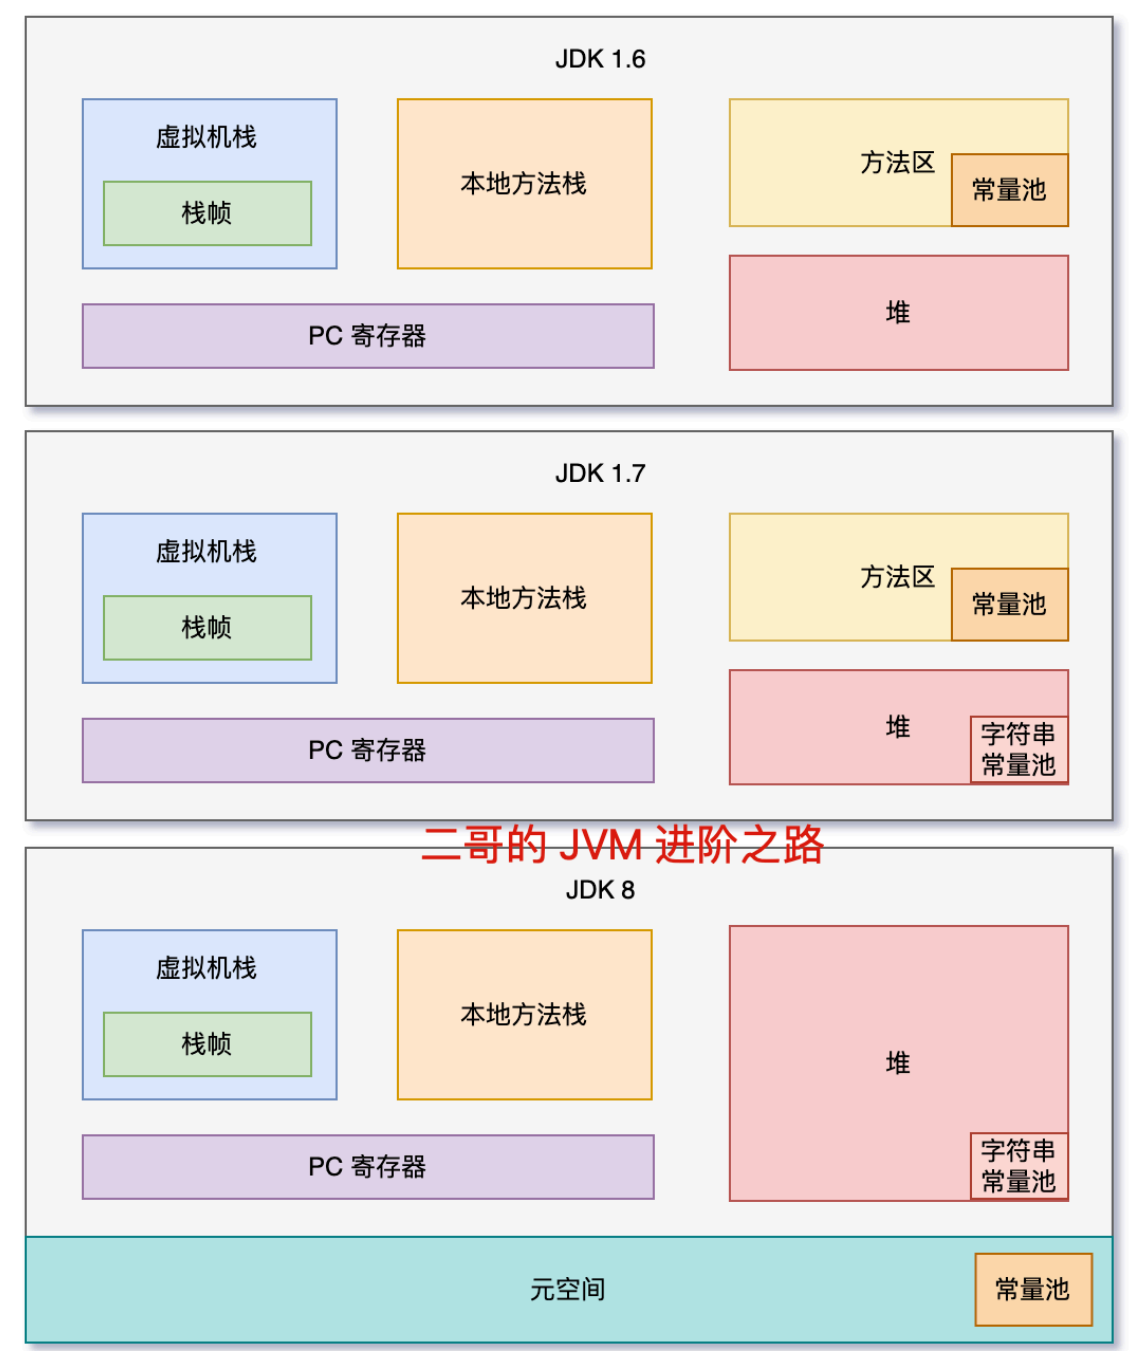 JDK 1.6
虚拟机栈
栈帧
本地方法栈
方法区
常量池
堆
PC 寄存器
JDK 1.7
虚拟机栈
栈帧
本地方法栈
方法区
常量池
堆
字符串
常量池
PC 寄存器
二哥的 JVM 进阶之路
JDK 8
虚拟机栈
栈帧
本地方法栈
堆
字符串
常量池
PC 寄存器
元空间
常量池